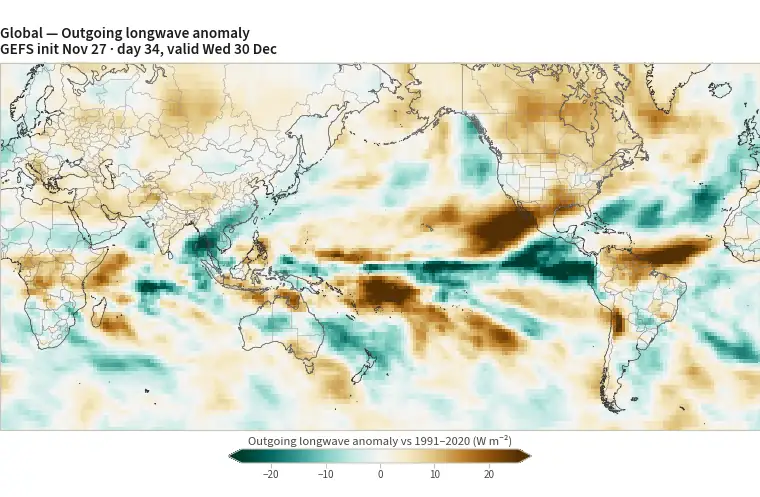 Global — Outgoing longwave anomaly
GEFS init Nov 27 · day 34, valid Wed 30 Dec
Outgoing longwave anomaly vs 1991–2020 (W m⁻²)
−20 −10 0 10 20